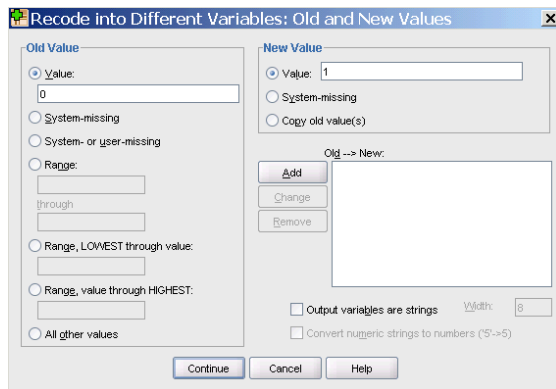 Recode into Different Variables: Old and New Values
Old Value
Value:
0
System-missing
System- or user-missing
Range:
through
Range, LOWEST through value:
Range, value through HIGHEST:
All other values
New Value
Value: 1
System-missing
Copy old value(s)
Old --> New:
Add
Change
Remove
Output variables are strings Width: 8
Convert numeric strings to numbers ('5'->5)
Continue Cancel Help